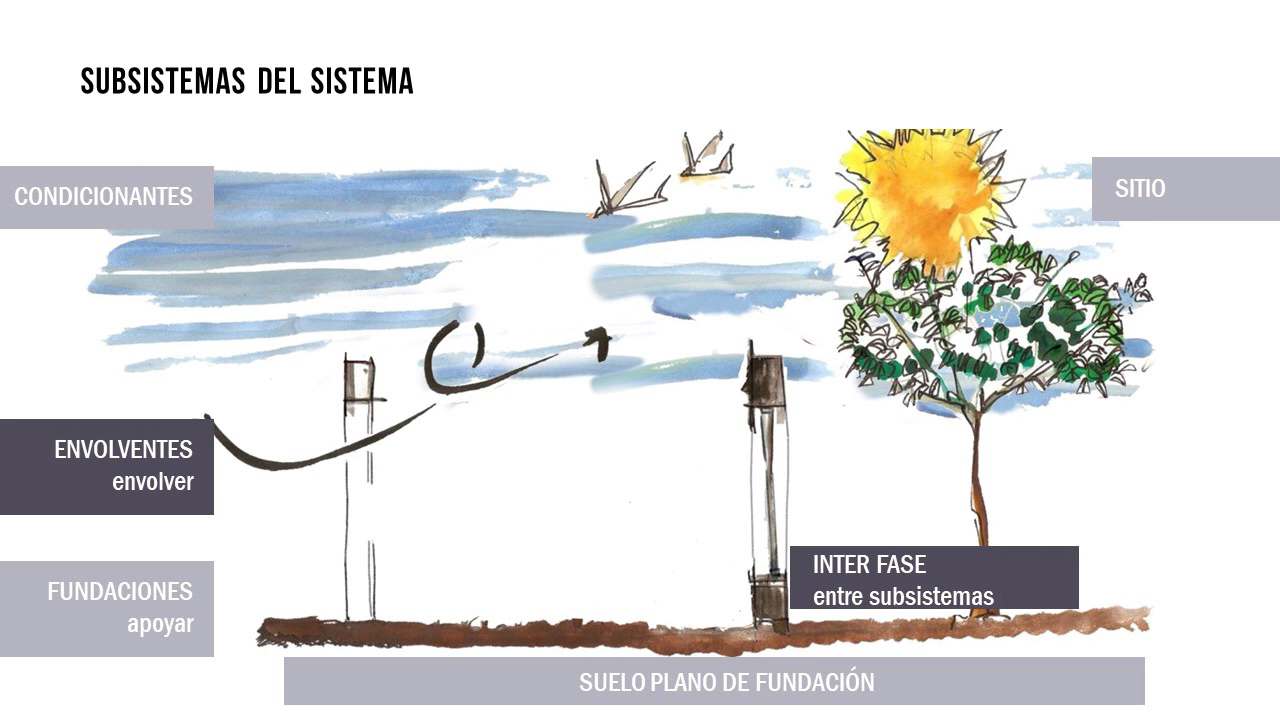 SUBSISTEMAS DEL SISTEMA
CONDICIONANTES
SITIO
ENVOLVENTES
envolver
INTER FASE
entre subsistemas
FUNDACIONES
apoyar
SUELO PLANO DE FUNDACIÓN